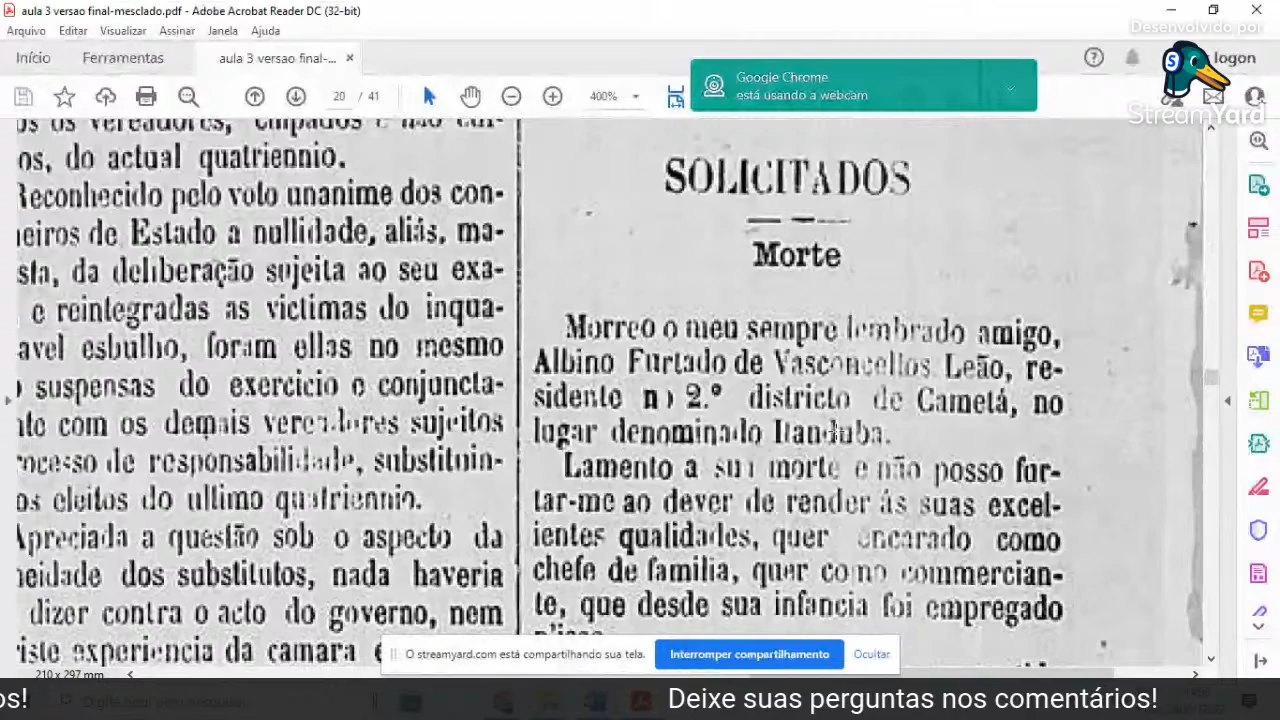 aula 3 versao final-mesclado.pdf - Adobe Acrobat Reader DC (32-bit)
Arquivo Editar Visualizar Assinar Janela Ajuda
Desenvolvido por
Início Ferramentas aula 3 versao final-... × logon
StreamYard
20 / 41 400%
Google Chrome
está usando a webcam
os, do actual quatriennio.
Reconhecido pelo voto unanime dos con-
eiros de Estado a nullidade, aliás, ma-
sta, da deliberação sujeita ao seu exa-
e reintegradas as victimas do inqua-
avel esbulho, foram ellas no mesmo
suspensas do exercicio e conjuncta-
nte com os demais vereadores sujeitos
ocesso de responsabilidade, substituin-
os eleitos do ultimo quatriennio.
Apreciada a questão sob o aspecto da
neidade dos substitutos, nada haveria
dizer contra o acto do governo, nem
riste experiencia da camara
SOLICITADOS
Morte
Morreo o meu sempre lembrado amigo,
Albino Furtado de Vasconcellos Leão, re-
sidente no 2.º districto de Cametá, no
lugar denominado
Lamento a sua morte e não posso fur-
tar-me ao dever de render ás suas excel-
ientes qualidades, quer encarado como
chefe de familia, quer como commercian-
te, que desde sua infancia foi empregado
O streamyard.com está compartilhando sua tela. Interromper compartilhamento Ocultar
210 x 297 mm
os! Deixe suas perguntas nos comentários!